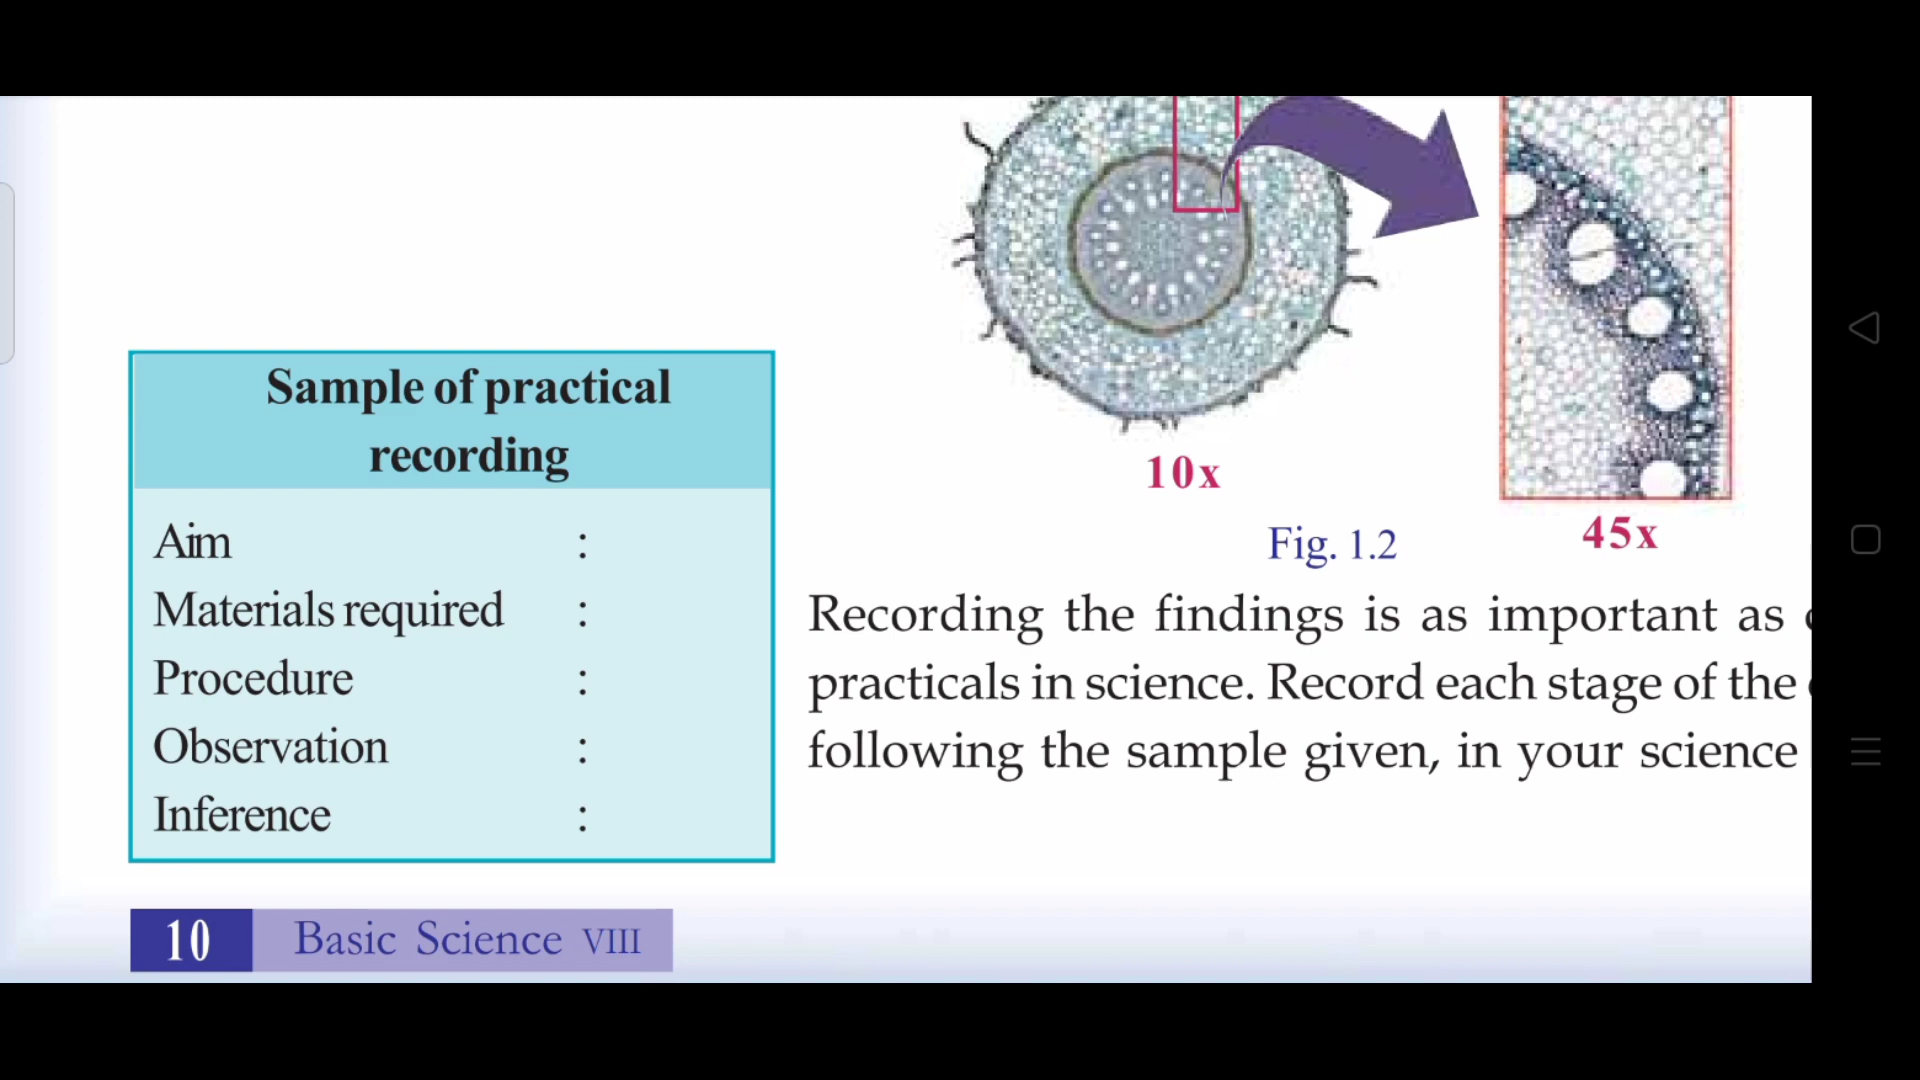 10x
45x
Fig. 1.2
Sample of practical
recording
Aim :
Materials required :
Procedure :
Observation :
Inference :
Recording the findings is as important as
practicals in science. Record each stage of the
following the sample given, in your science
10 Basic Science VIII